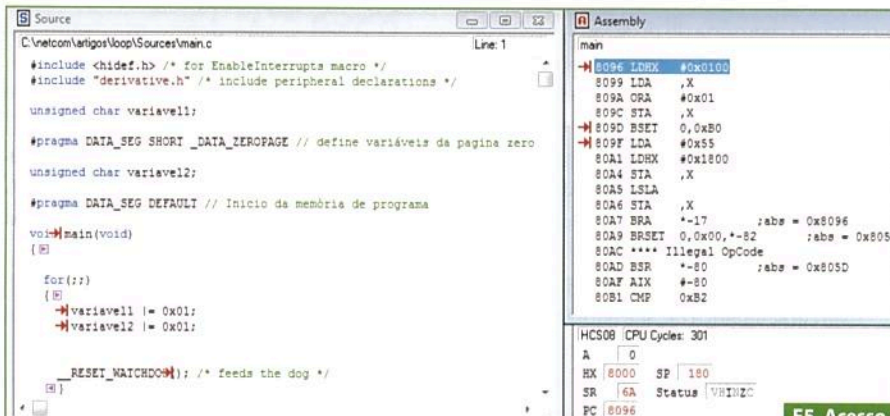 Source
C:\netcom\artigos\loop\Sources\main.c Line: 1
#include <hidef.h> /* for EnableInterrupts macro */
#include "derivative.h" /* include peripheral declarations */
unsigned char variavel1;
#pragma DATA_SEG SHORT _DATA_ZEROPAGE // define variáveis da pagina zero
unsigned char variavel2;
#pragma DATA_SEG DEFAULT // Inicio da memória de programa
void main(void)
{
for(;;)
{
variavel1 |= 0x01;
variavel2 |= 0x01;
__RESET_WATCHDOG(); /* feeds the dog */
}
Assembly
main
8096 LDHX #0x0100
8099 LDA ,X
809A ORA #0x01
809C STA ,X
809D BSET 0,0xB0
809F LDA #0x55
80A1 LDHX #0x1800
80A4 STA ,X
80A5 LSLA
80A6 STA ,X
80A7 BRA *-17 ;abs = 0x8096
80A9 BRSET 0,0x00,*-82 ;abs = 0x805
80AC **** Illegal OpCode
80AD BSR *-80 ;abs = 0x805D
80AF AIX #-80
80B1 CMP 0xB2
HCS08 CPU Cycles: 301
A 0
HX 8000 SP 180
SR 6A Status VHINZC
PC 8096
F5. Acesso